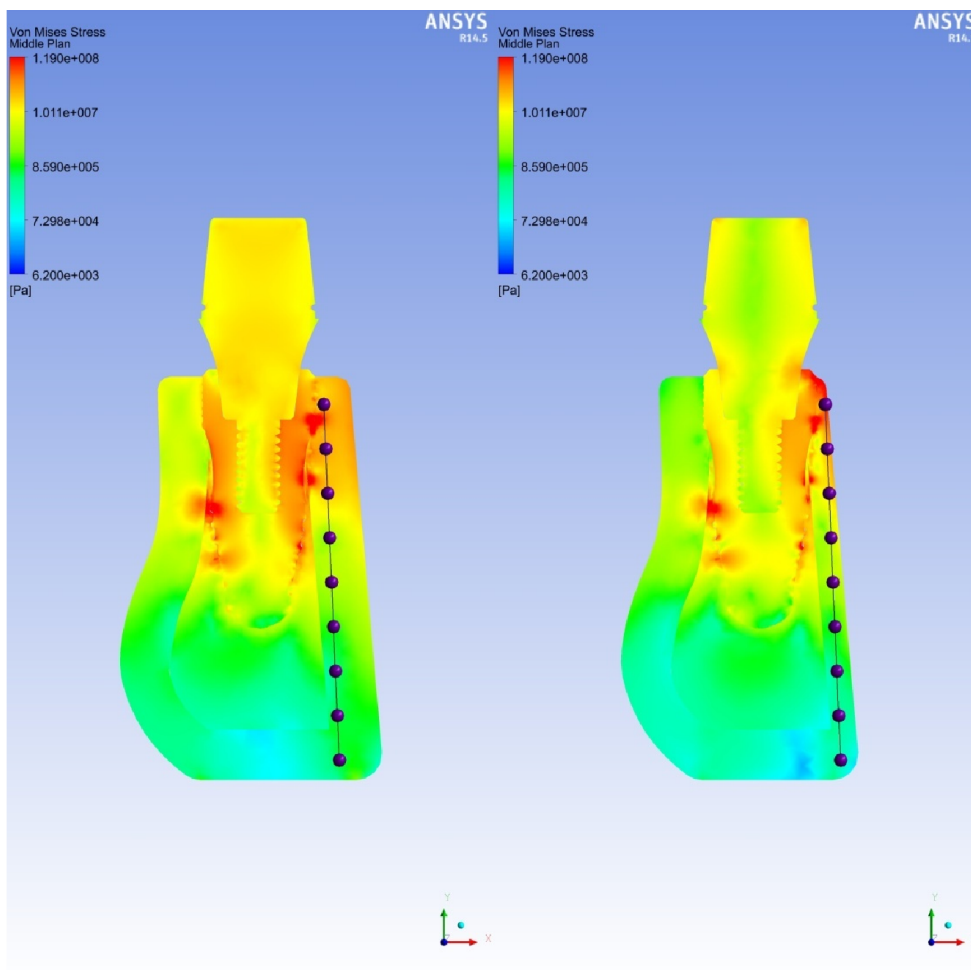 ANSYS
R14.5
Von Mises Stress
Middle Plan
1.190e+008
1.011e+007
8.590e+005
7.298e+004
6.200e+003
[Pa]
Y
X
ANSYS
R14.
Von Mises Stress
Middle Plan
1.190e+008
1.011e+007
8.590e+005
7.298e+004
6.200e+003
[Pa]
Y